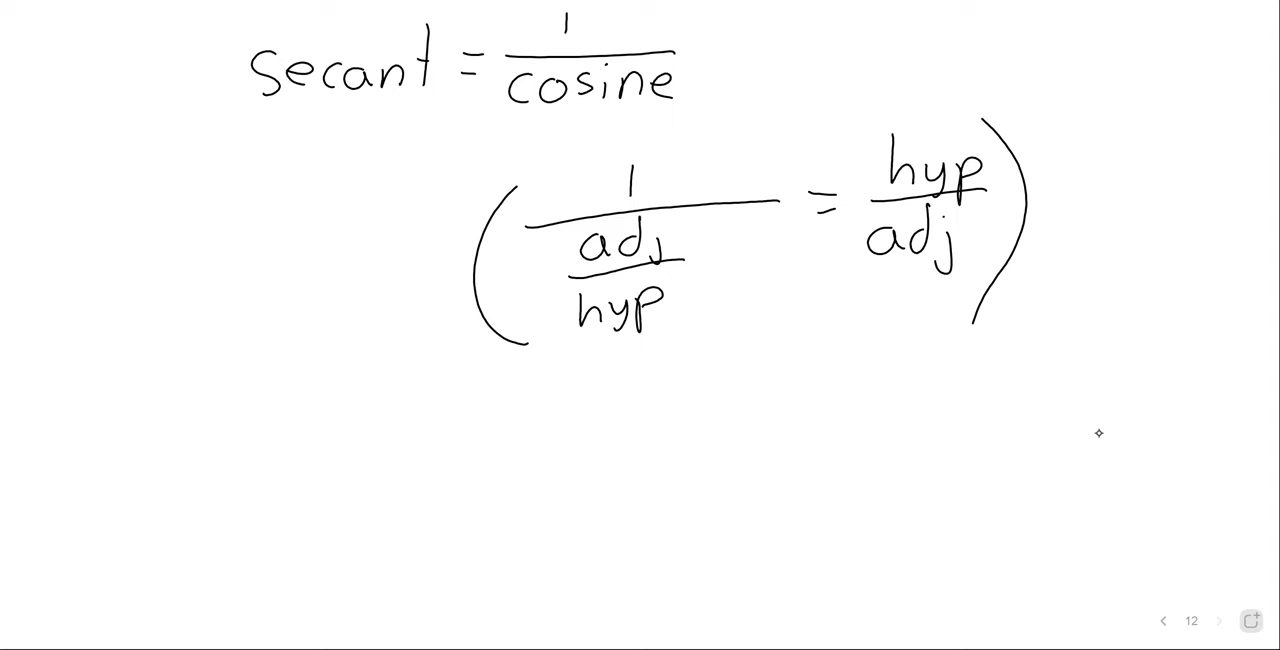 secant = 1/cosine
( 1/(adj/hyp) = hyp/adj )
12